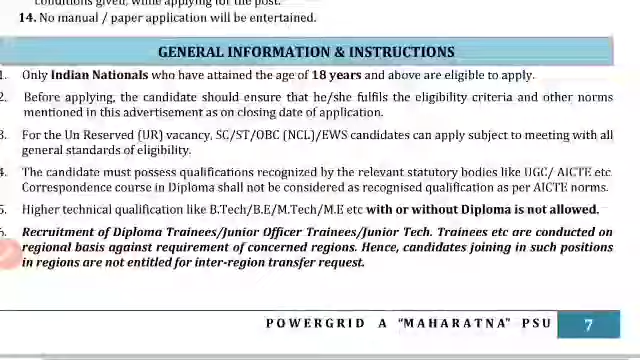 conditions given, while applying for the post.
14. No manual / paper application will be entertained.
GENERAL INFORMATION & INSTRUCTIONS
1. Only Indian Nationals who have attained the age of 18 years and above are eligible to apply.
2. Before applying, the candidate should ensure that he/she fulfils the eligibility criteria and other norms
mentioned in this advertisement as on closing date of application.
3. For the Un Reserved (UR) vacancy, SC/ST/OBC (NCL)/EWS candidates can apply subject to meeting with all
general standards of eligibility.
4. The candidate must possess qualifications recognized by the relevant statutory bodies like UGC/ AICTE etc
Correspondence course in Diploma shall not be considered as recognised qualification as per AICTE norms.
5. Higher technical qualification like B.Tech/B.E/M.Tech/M.E etc with or without Diploma is not allowed.
6. Recruitment of Diploma Trainees/Junior Officer Trainees/Junior Tech. Trainees etc are conducted on
regional basis against requirement of concerned regions. Hence, candidates joining in such positions
in regions are not entitled for inter-region transfer request.
POWERGRID A "MAHARATNA" PSU 7